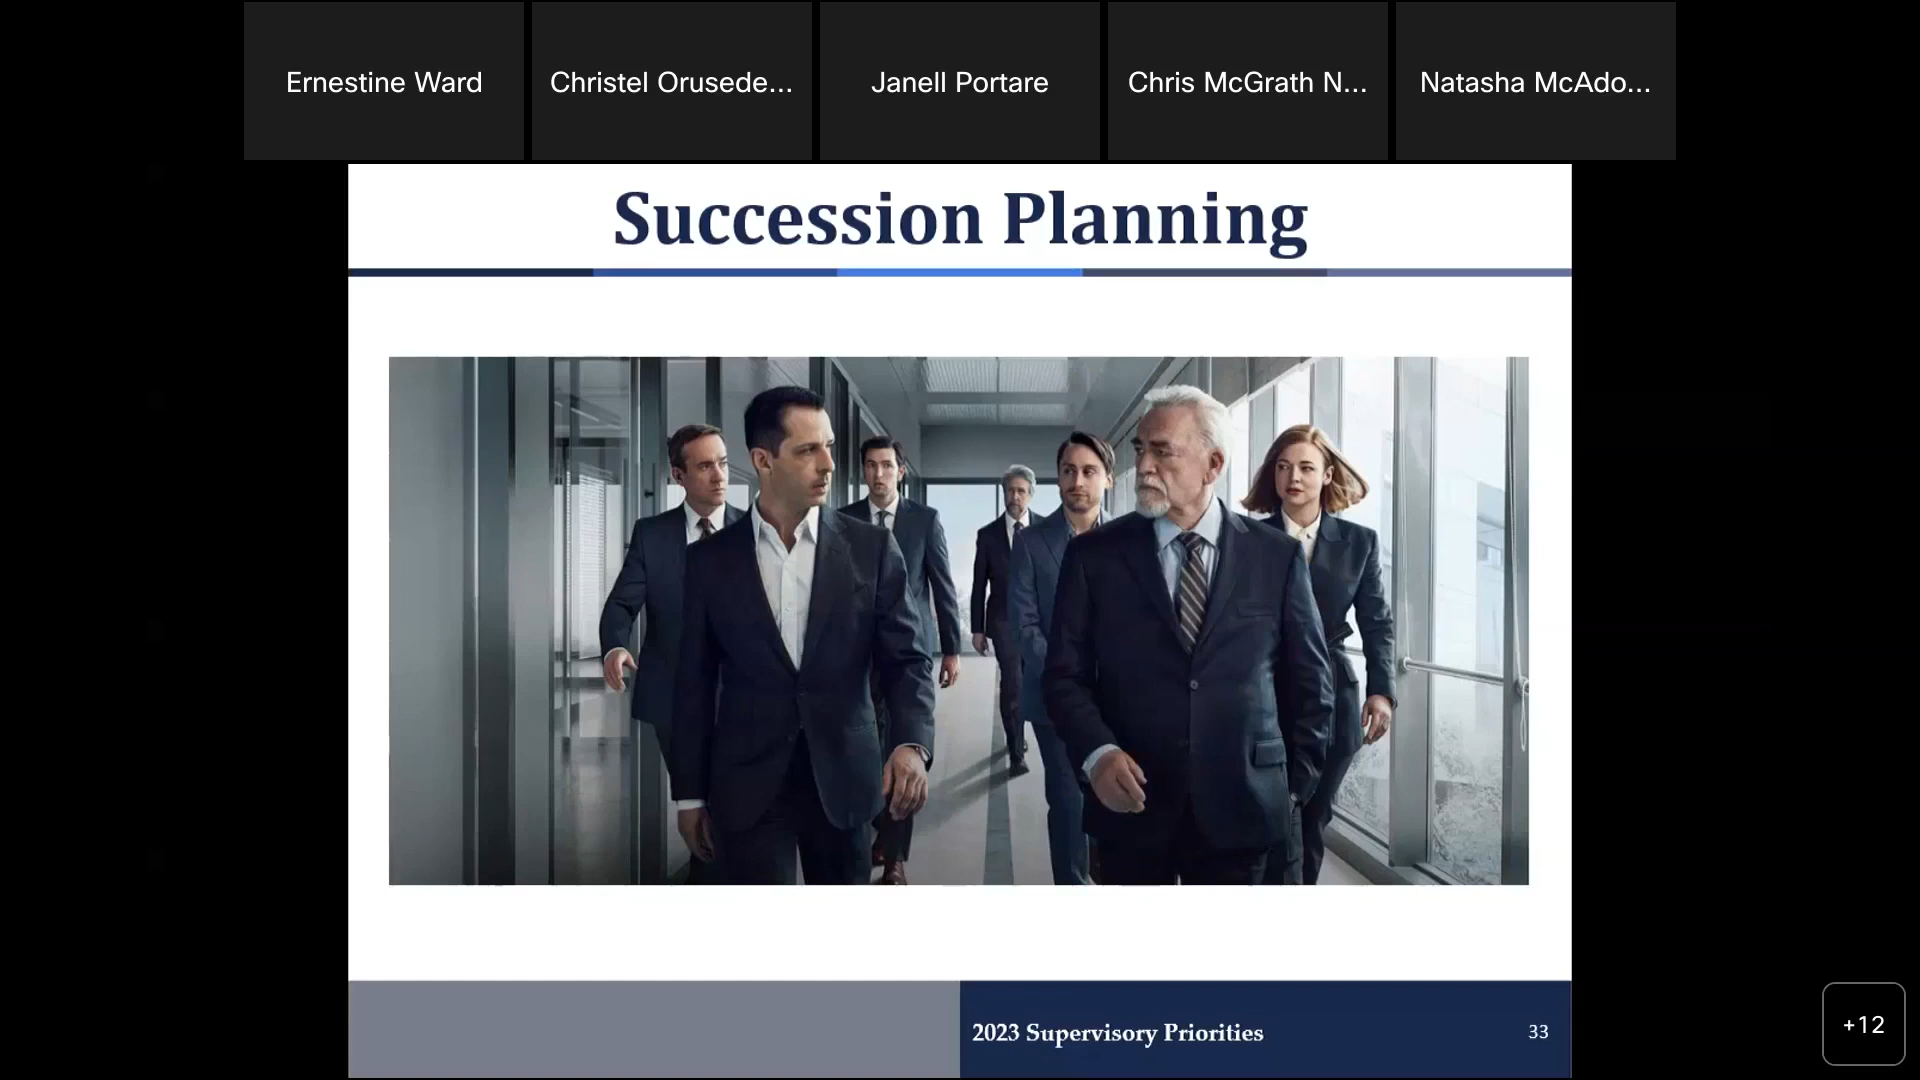 Ernestine Ward
Christel Orusede...
Janell Portare
Chris McGrath N...
Natasha McAdo...
Succession Planning
2023 Supervisory Priorities
33
+12